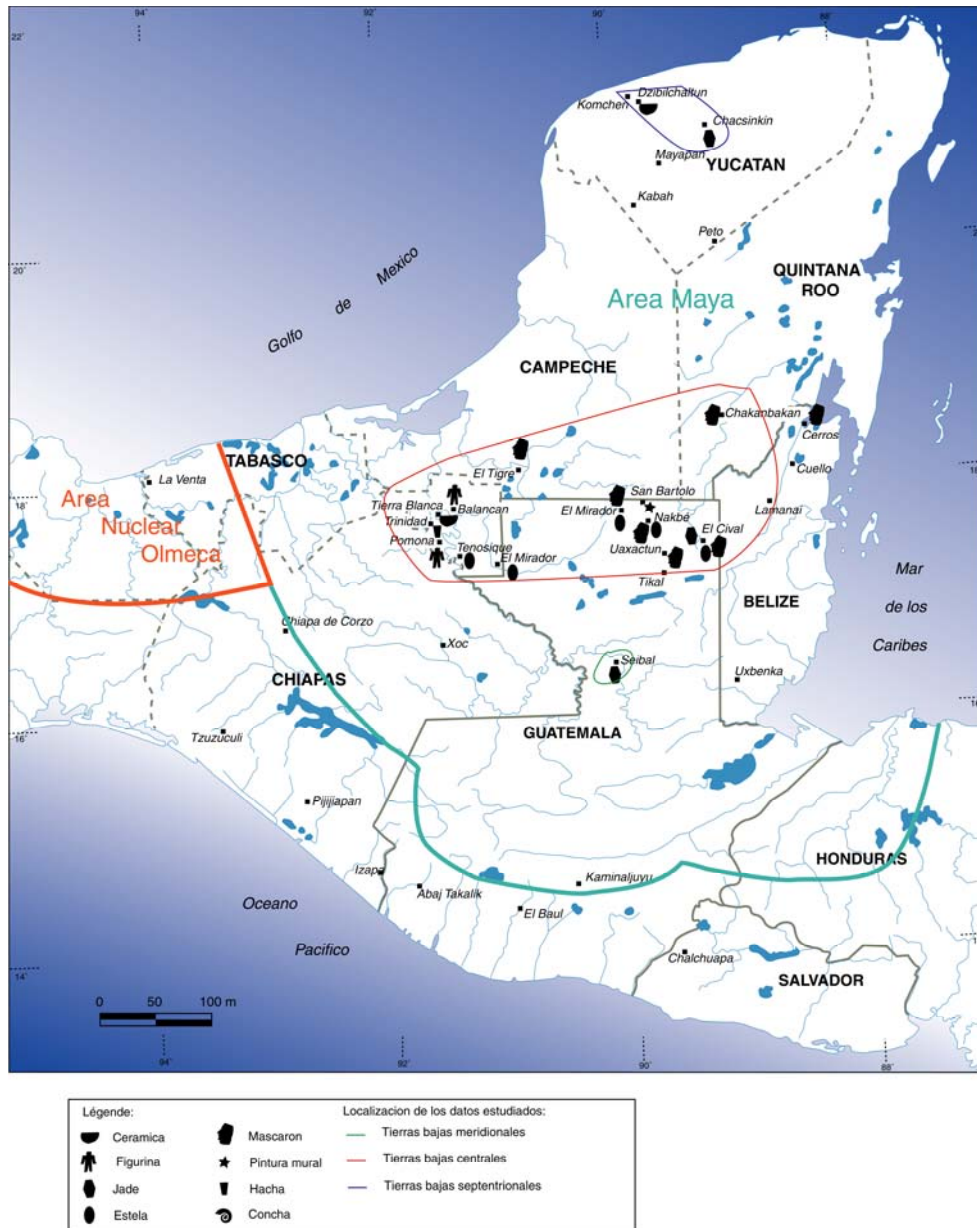 94´
92´
90´
88´
22´
Dzibilchaltun
Komchen
Chacsinkin
Mayapan
YUCATAN
Kabah
Peto
20´
Golfo de Mexico
QUINTANA
ROO
Area Maya
CAMPECHE
Chakanbakan
Cerros
TABASCO
La Venta
El Tigre
Cuello
Area
Nuclear
Olmeca
18´
Tierra Blanca
Balancan
San Bartolo
El Mirador
Lamanai
Trinidad
Nakbé
El Cival
Pomona
Tenosique
El Mirador
Uaxactun
Tikal
Mar
de los
Caribes
BELIZE
Chiapa de Corzo
Xoc
Seibal
Uxbenka
CHIAPAS
GUATEMALA
Tzuzuculi
16´
16
Pijijiapan
HONDURAS
Izapa
Abaj Takalik
Kaminaljuyu
El Baul
Oceano
Pacifico
Chalchuapa
SALVADOR
14´
0 50 100 m
94´
92´
90´
88´
Légende:
Localizacion de los datos estudiados:
Ceramica
Mascaron
Tierras bajas meridionales
Figurina
Pintura mural
Tierras bajas centrales
Jade
Hacha
Tierras bajas septentrionales
Estela
Concha